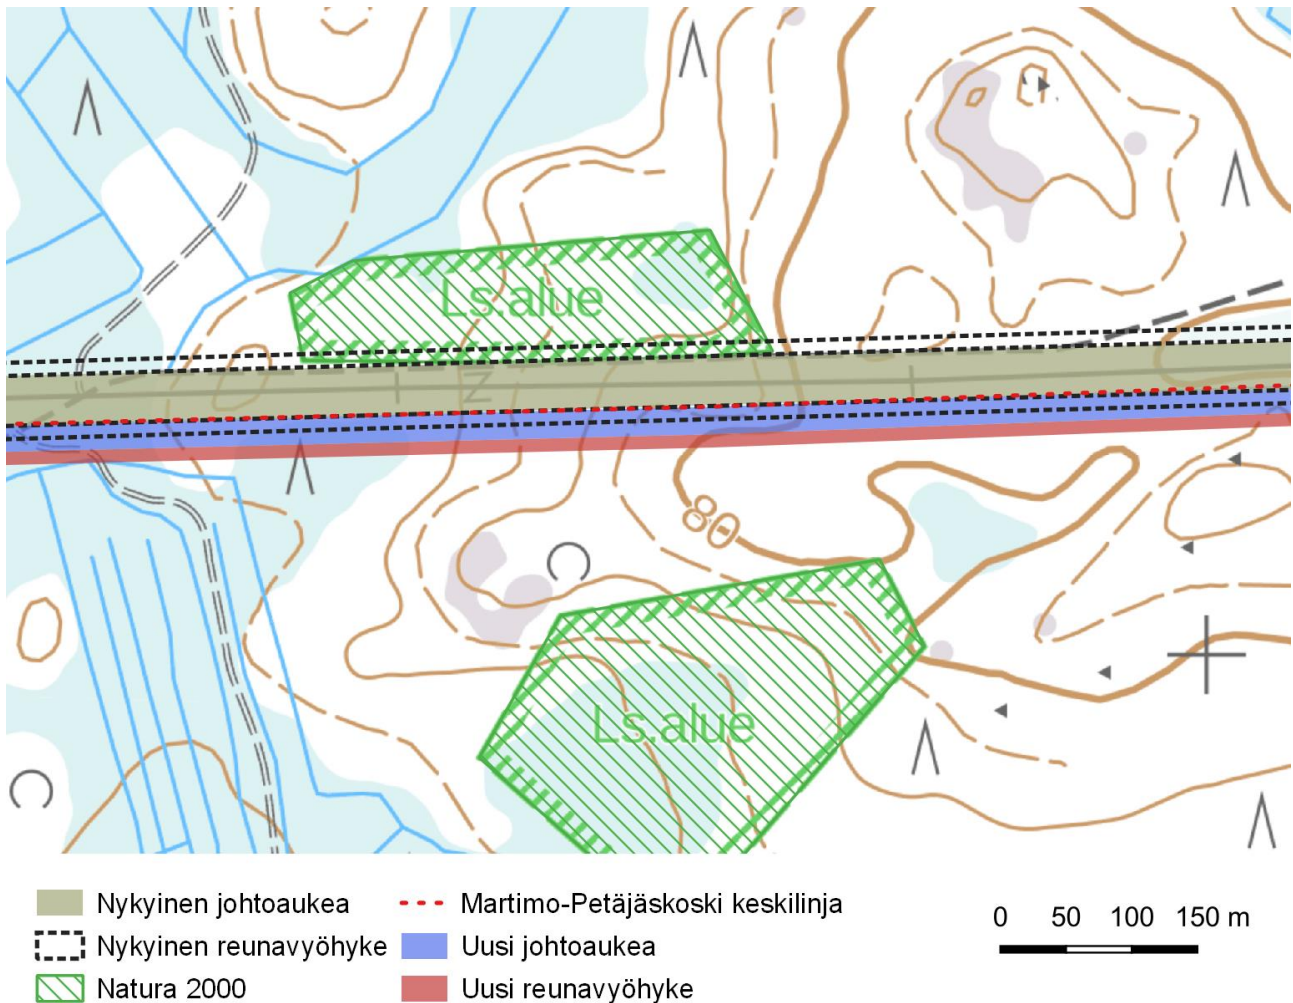 Ls.alue
80
Ls.alue
Nykyinen johtoaukea
Nykyinen reunavyöhyke
Natura 2000
Martimo-Petäjäskoski keskilinja
Uusi johtoaukea
Uusi reunavyöhyke
0 50 100 150 m